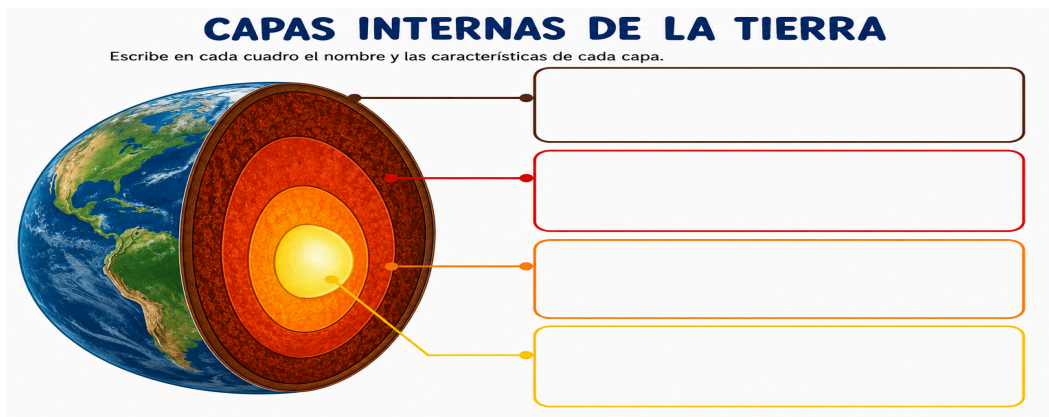 CAPAS INTERNAS DE LA TIERRA
Escribe en cada cuadro el nombre y las características de cada capa.